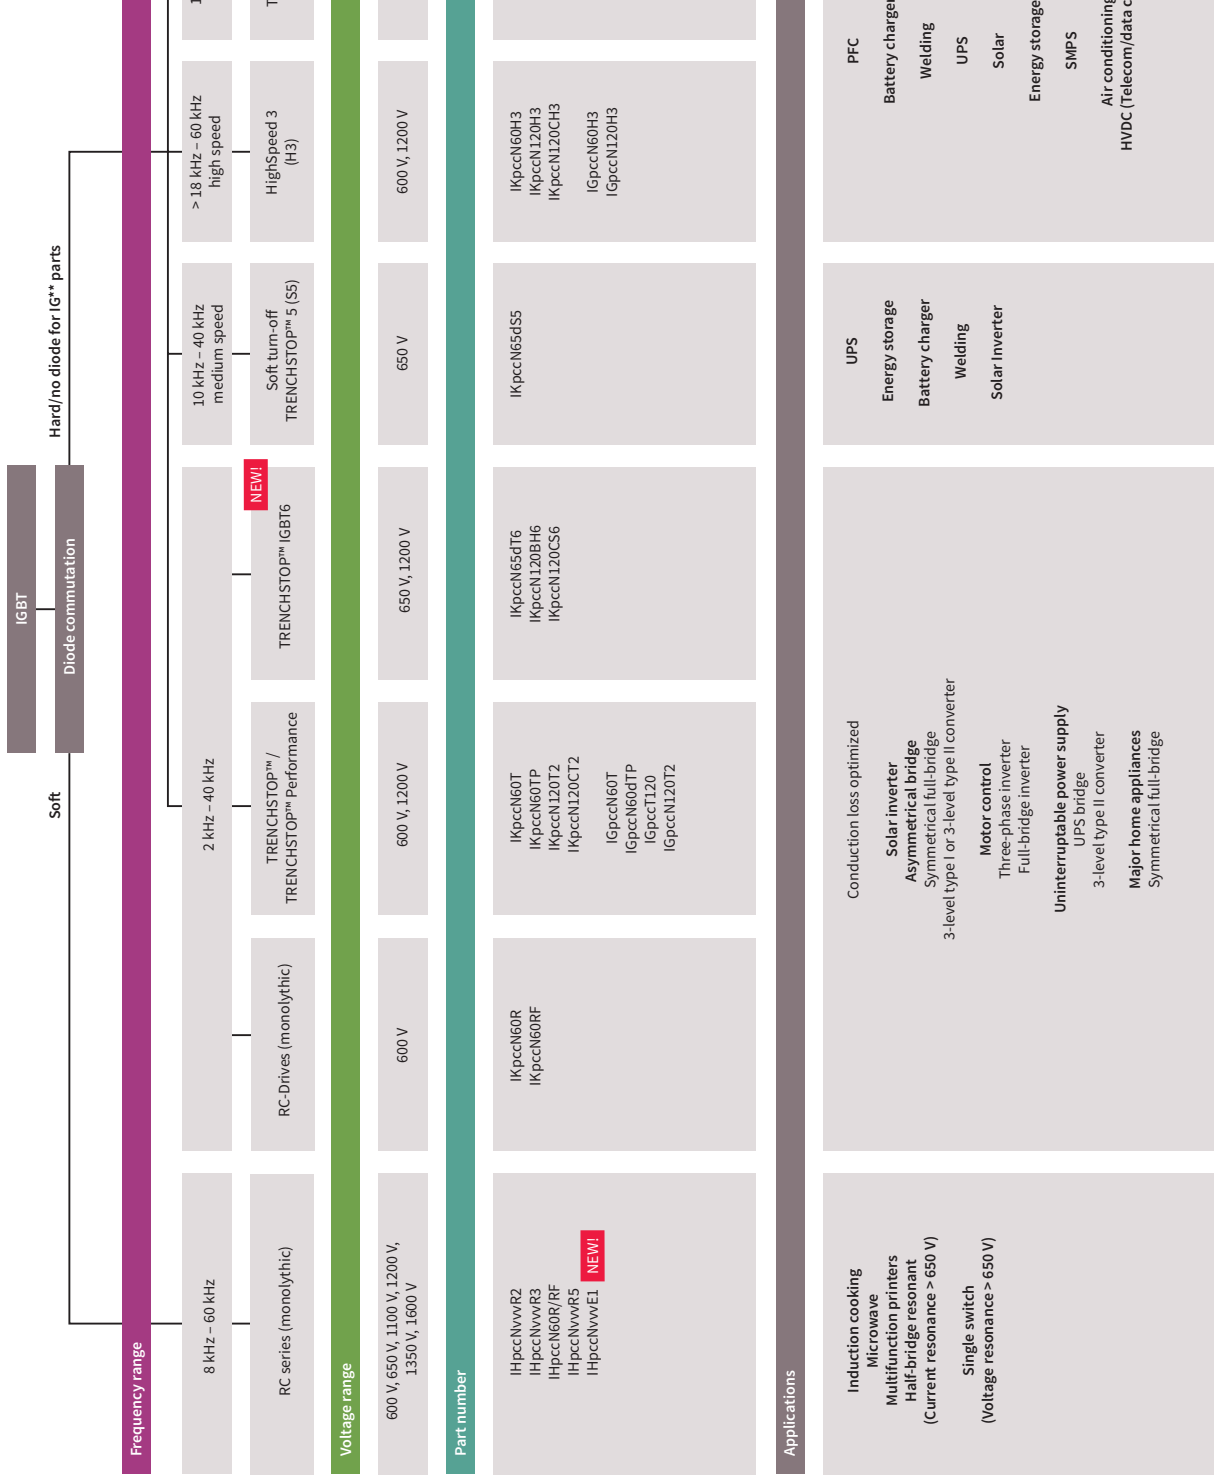 IGBT
Diode commutation
Soft
Hard/no diode for IG** parts
Frequency range
8 kHz – 60 kHz
2 kHz – 40 kHz
10 kHz – 40 kHz
medium speed
> 18 kHz – 60 kHz
high speed
RC series (monolythic)
RC-Drives (monolythic)
TRENCHSTOP™ /
TRENCHSTOP™ Performance
NEW!
TRENCHSTOP™ IGBT6
Soft turn-off
TRENCHSTOP™ 5 (S5)
HighSpeed 3
(H3)
Voltage range
600 V, 650 V, 1100 V, 1200 V,
1350 V, 1600 V
600 V
600 V, 1200 V
650 V, 1200 V
650 V
600 V, 1200 V
Part number
IHpccNvvvR2
IHpccNvvvR3
IHpccN60R/RF
IHpccNvvvR5
IHpccNvvvE1
NEW!
IKpccN60R
IKpccN60RF
IKpccN60T
IKpccN60TP
IKpccN120T2
IKpccN120CT2
IGpccN60T
IGpccN60dTP
IGpccT120
IGpccN120T2
IKpccN65dT6
IKpccN120BH6
IKpccN120CS6
IKpccN65dS5
IKpccN60H3
IKpccN120H3
IKpccN120CH3
IGpccN60H3
IGpccN120H3
Applications
Induction cooking
Microwave
Multifunction printers
Half-bridge resonant
(Current resonance > 650 V)
Single switch
(Voltage resonance > 650 V)
Conduction loss optimized
Solar inverter
Asymmetrical bridge
Symmetrical full-bridge
3-level type I or 3-level type II converter
Motor control
Three-phase inverter
Full-bridge inverter
Uninterruptable power supply
UPS bridge
3-level type II converter
Major home appliances
Symmetrical full-bridge
UPS
Energy storage
Battery charger
Welding
Solar Inverter
PFC
Battery charger
Welding
UPS
Solar
Energy storage
SMPS
Air conditioning
HVDC (Telecom/data c